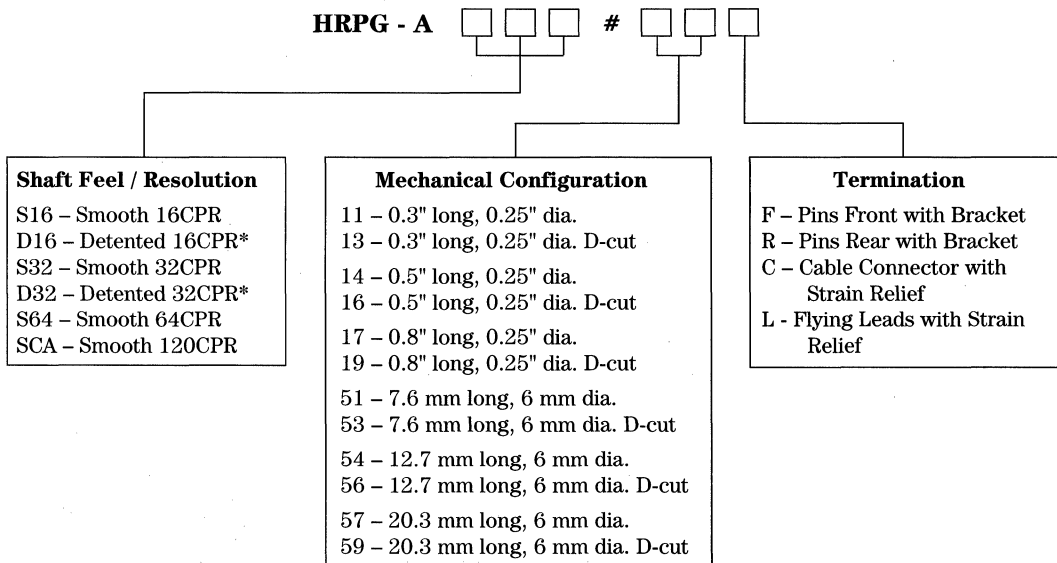 HRPG - A #
Shaft Feel / Resolution
S16 – Smooth 16CPR
D16 – Detented 16CPR*
S32 – Smooth 32CPR
D32 – Detented 32CPR*
S64 – Smooth 64CPR
SCA – Smooth 120CPR
Mechanical Configuration
11 – 0.3" long, 0.25" dia.
13 – 0.3" long, 0.25" dia. D-cut
14 – 0.5" long, 0.25" dia.
16 – 0.5" long, 0.25" dia. D-cut
17 – 0.8" long, 0.25" dia.
19 – 0.8" long, 0.25" dia. D-cut
51 – 7.6 mm long, 6 mm dia.
53 – 7.6 mm long, 6 mm dia. D-cut
54 – 12.7 mm long, 6 mm dia.
56 – 12.7 mm long, 6 mm dia. D-cut
57 – 20.3 mm long, 6 mm dia.
59 – 20.3 mm long, 6 mm dia. D-cut
Termination
F – Pins Front with Bracket
R – Pins Rear with Bracket
C – Cable Connector with
Strain Relief
L - Flying Leads with Strain
Relief